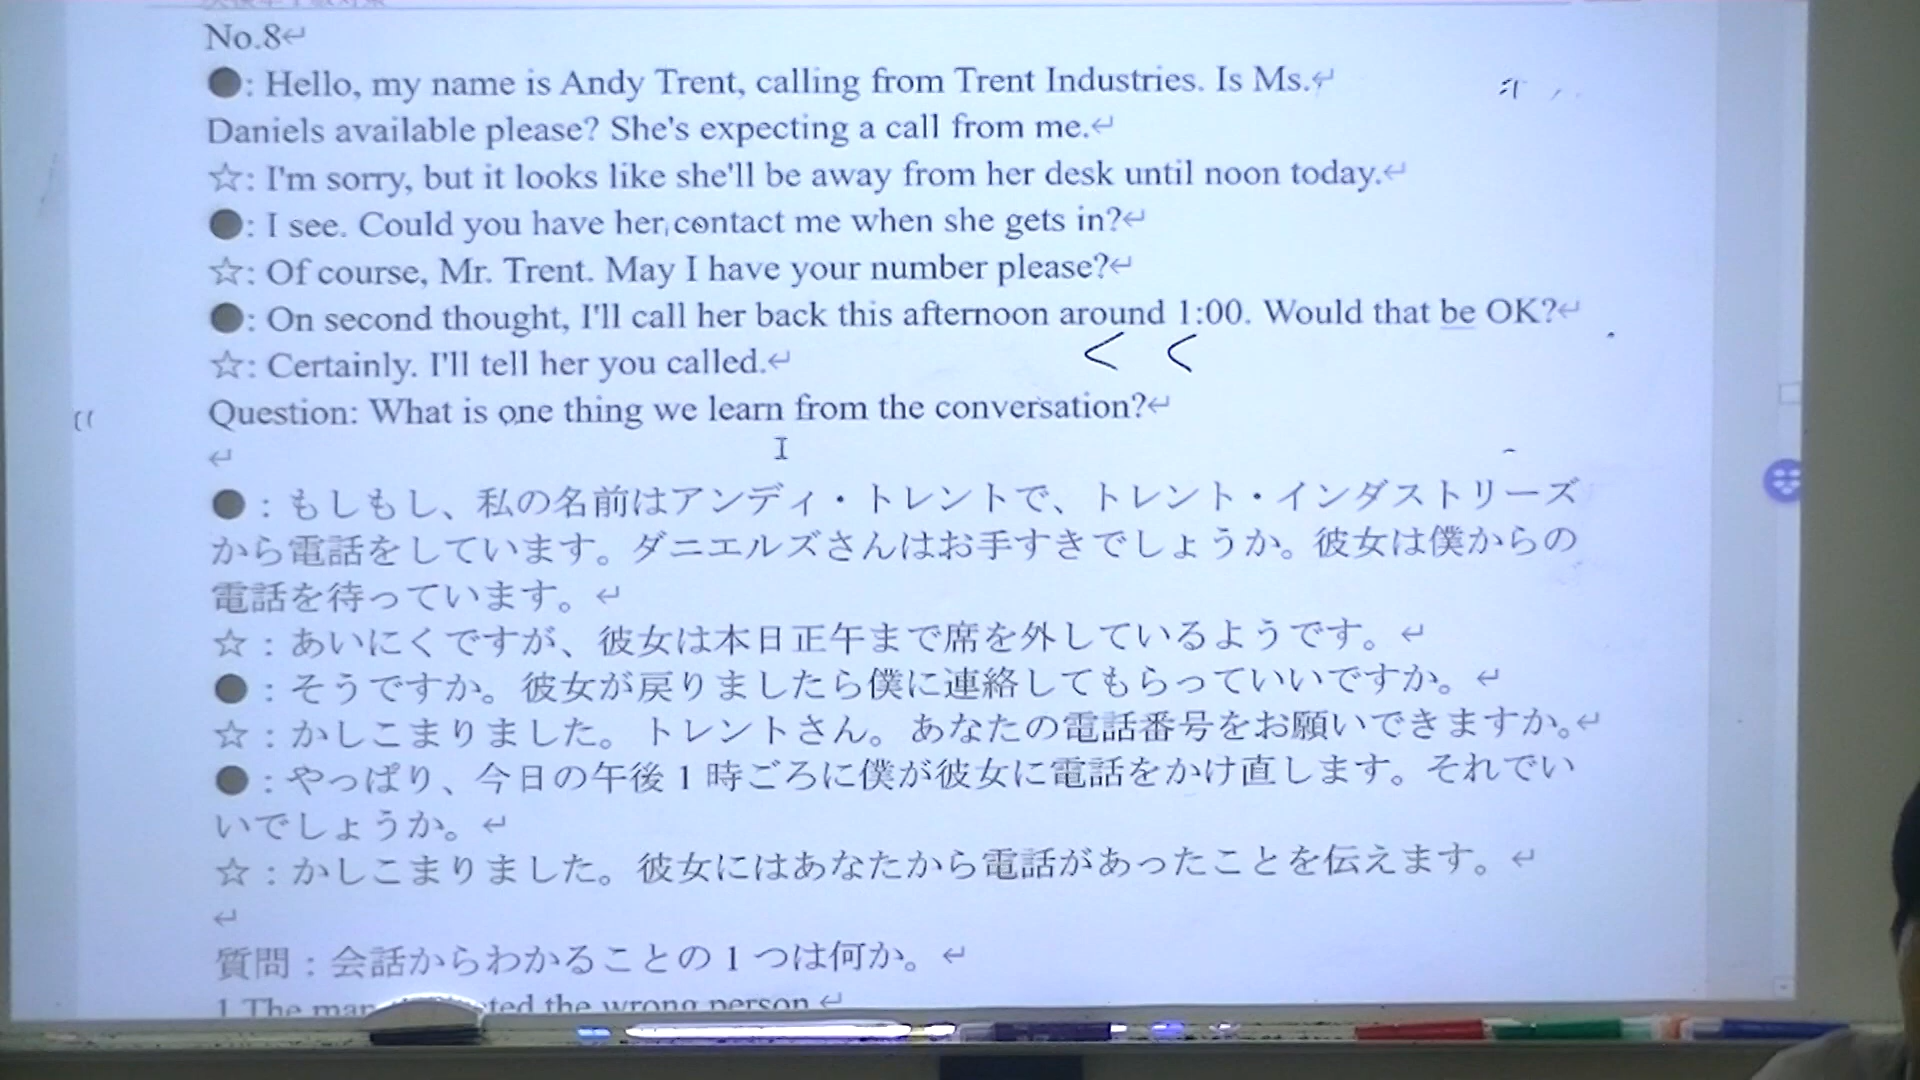 No.8
●: Hello, my name is Andy Trent, calling from Trent Industries. Is Ms.
Daniels available please? She's expecting a call from me.
☆: I'm sorry, but it looks like she'll be away from her desk until noon today.
●: I see. Could you have her contact me when she gets in?
☆: Of course, Mr. Trent. May I have your number please?
●: On second thought, I'll call her back this afternoon around 1:00. Would that be OK?
☆: Certainly. I'll tell her you called.
Question: What is one thing we learn from the conversation?
●：もしもし、私の名前はアンディ・トレントで、トレント・インダストリーズ
から電話をしています。ダニエルズさんはお手すきでしょうか。彼女は僕からの
電話を待っています。
☆：あいにくですが、彼女は本日正午まで席を外しているようです。
●：そうですか。彼女が戻りましたら僕に連絡してもらっていいですか。
☆：かしこまりました。トレントさん。あなたの電話番号をお願いできますか。
●：やっぱり、今日の午後1時ごろに僕が彼女に電話をかけ直します。それでい
いでしょうか。
☆：かしこまりました。彼女にはあなたから電話があったことを伝えます。
質問：会話からわかることの1つは何か。
1 The man the wrong person